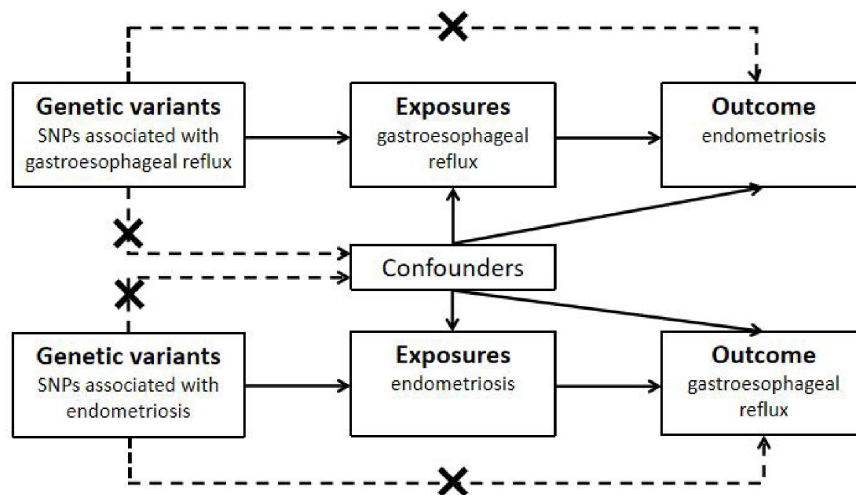 Genetic variants
SNPs associated with
gastroesophageal reflux
Exposures
gastroesophageal
reflux
Outcome
endometriosis
Confounders
Genetic variants
SNPs associated with
endometriosis
Exposures
endometriosis
Outcome
gastroesophageal
reflux